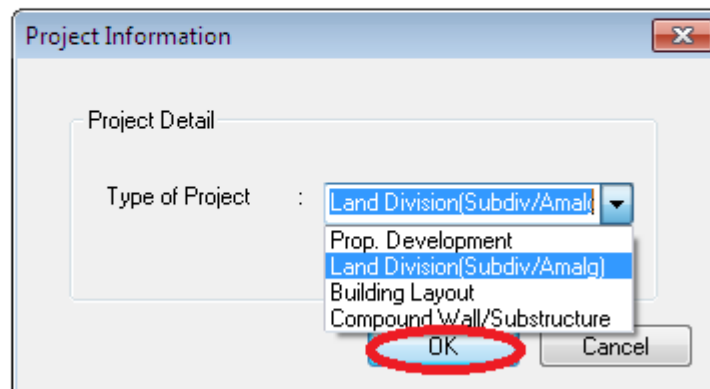 Project Information
Project Detail
Type of Project : Land Division(Subdiv/Amalg
Prop. Development
Land Division(Subdiv/Amalg)
Building Layout
Compound Wall/Substructure
OK Cancel